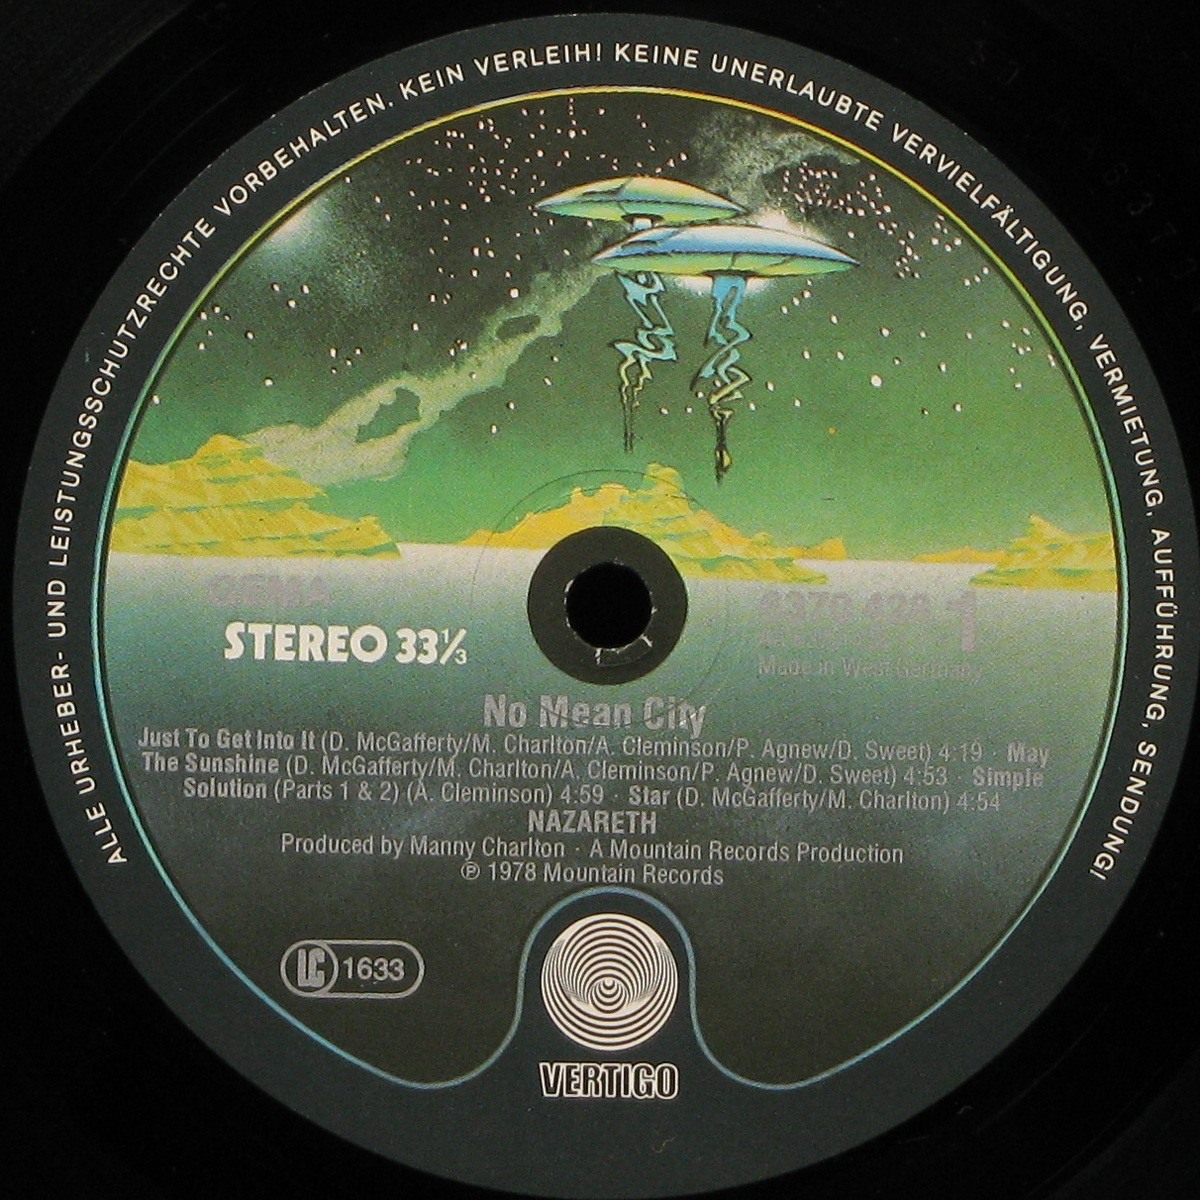 ALLE URHEBER- UND LEISTUNGSSCHUTZRECHTE VORBEHALTEN. KEIN VERLEIH! KEINE UNERLAUBTE VERVIELFÄLTIGUNG, VERMIETUNG, AUFFÜHRUNG, SENDUNG!
GEMA
STEREO 33⅓
1
Made in West Germany
No Mean City
Just To Get Into It (D. McGafferty/M. Charlton/A. Cleminson/P. Agnew/D. Sweet) 4:19 · May
The Sunshine (D. McGafferty/M. Charlton/A. Cleminson/P. Agnew/D. Sweet) 4:53 · Simple
Solution (Parts 1 & 2) (A. Cleminson) 4:59 · Star (D. McGafferty/M. Charlton) 4:54
NAZARETH
Produced by Manny Charlton · A Mountain Records Production
℗ 1978 Mountain Records
LC 1633
VERTIGO